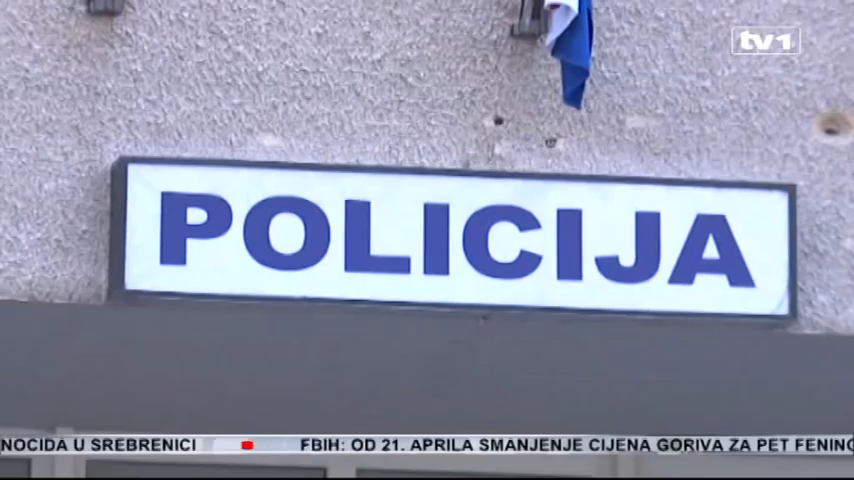 tv1
POLICIJA
NOCIDA U SREBRENICI FBIH: OD 21. APRILA SMANJENJE CIJENA GORIVA ZA PET FENING